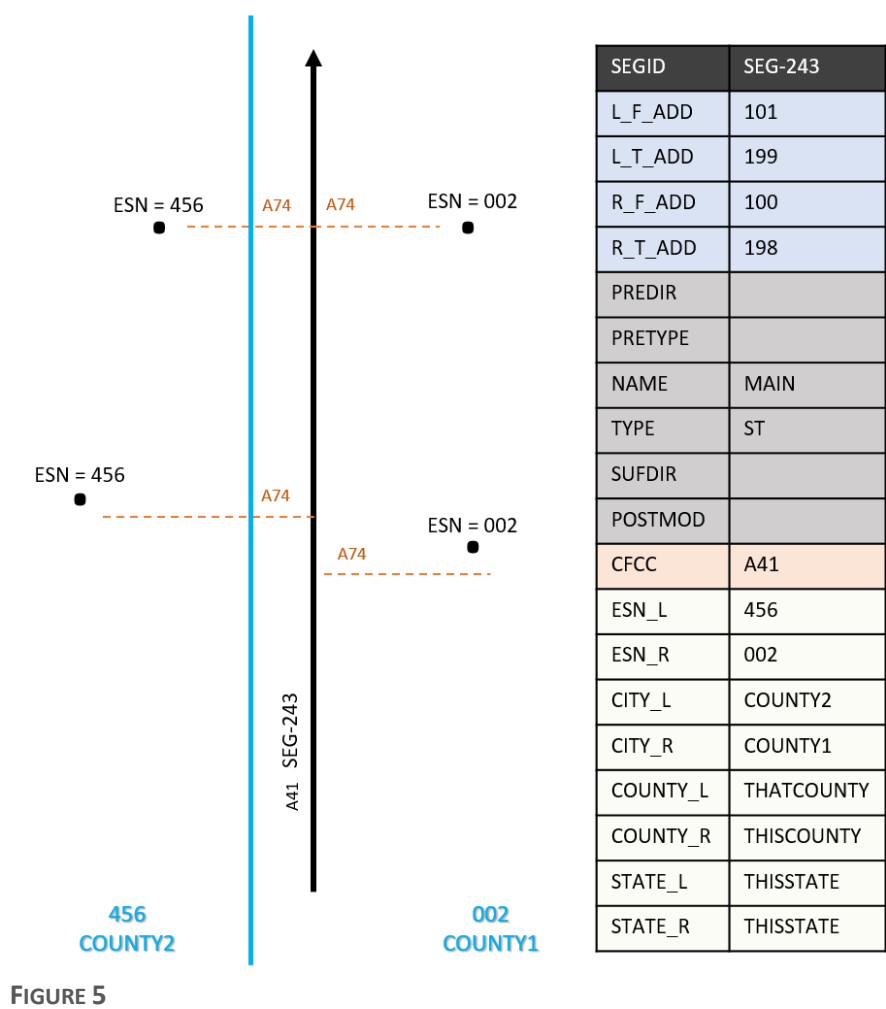 ESN = 456
A74
A74
ESN = 002
ESN = 456
A74
ESN = 002
A74
A41 SEG-243
456
COUNTY2
002
COUNTY1
SEGID SEG-243
L_F_ADD 101
L_T_ADD 199
R_F_ADD 100
R_T_ADD 198
PREDIR
PRETYPE
NAME MAIN
TYPE ST
SUFDIR
POSTMOD
CFCC A41
ESN_L 456
ESN_R 002
CITY_L COUNTY2
CITY_R COUNTY1
COUNTY_L THATCOUNTY
COUNTY_R THISCOUNTY
STATE_L THISSTATE
STATE_R THISSTATE
FIGURE 5